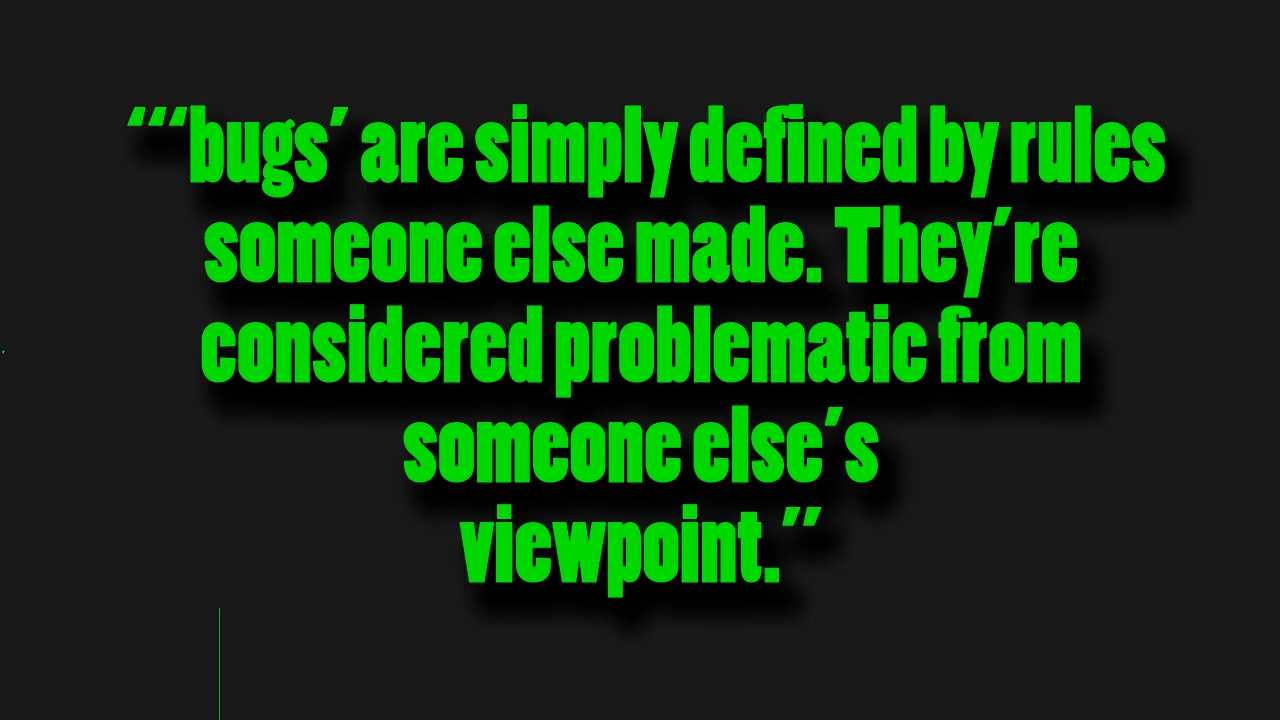 “‘bugs’ are simply defined by rules
someone else made. They’re
considered problematic from
someone else’s
viewpoint.”